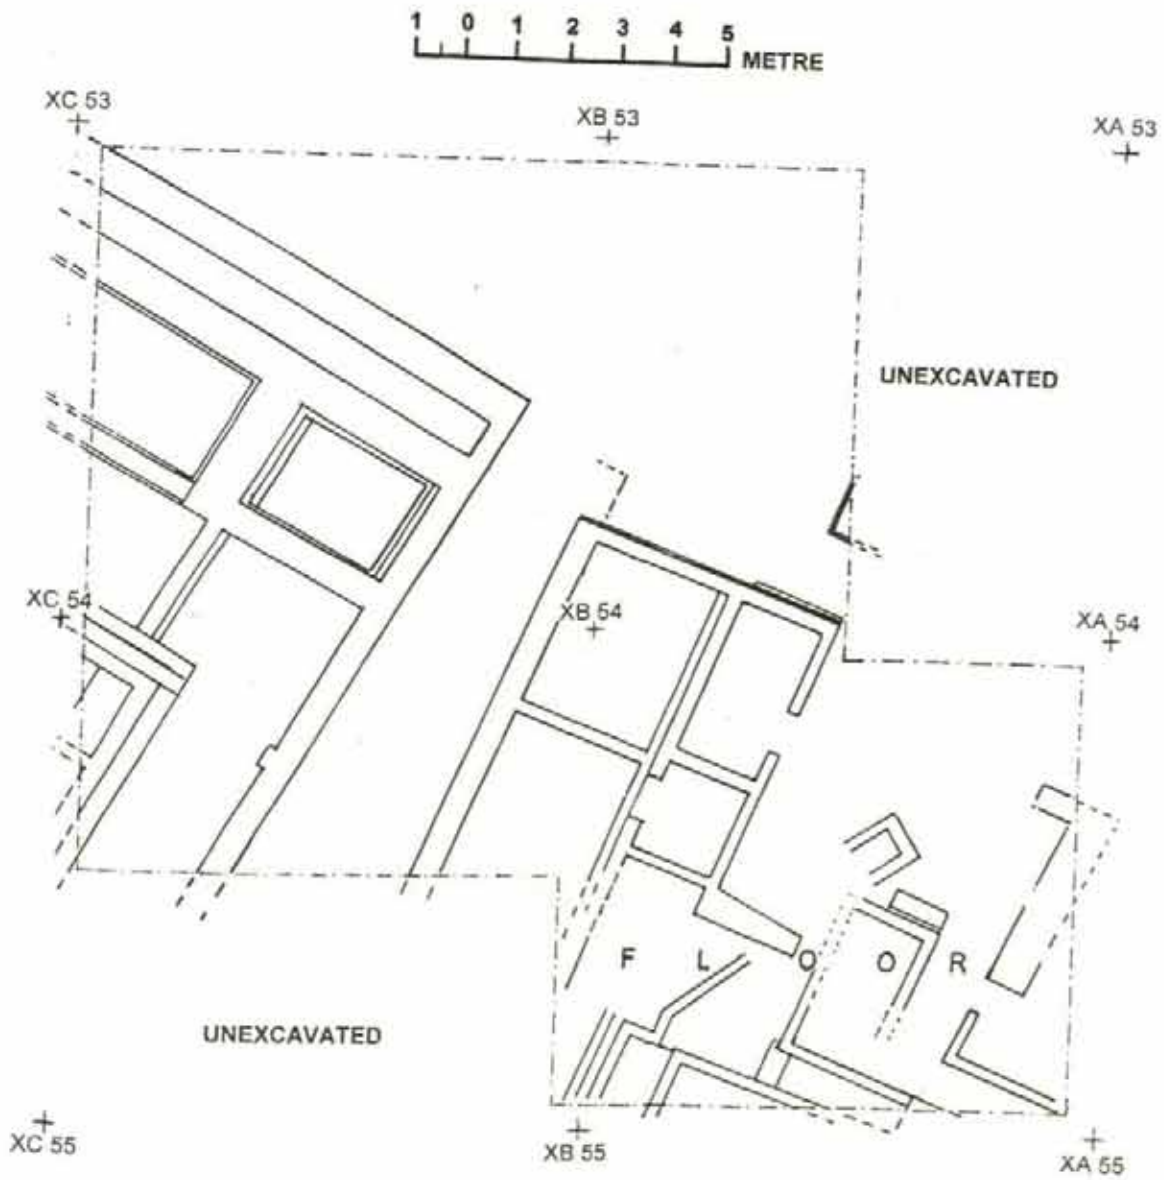 1 0 1 2 3 4 5
METRE
XC 53
XB 53
XA 53
UNEXCAVATED
XC 54
XB 54
XA 54
F L O O R
UNEXCAVATED
XC 55
XB 55
XA 55